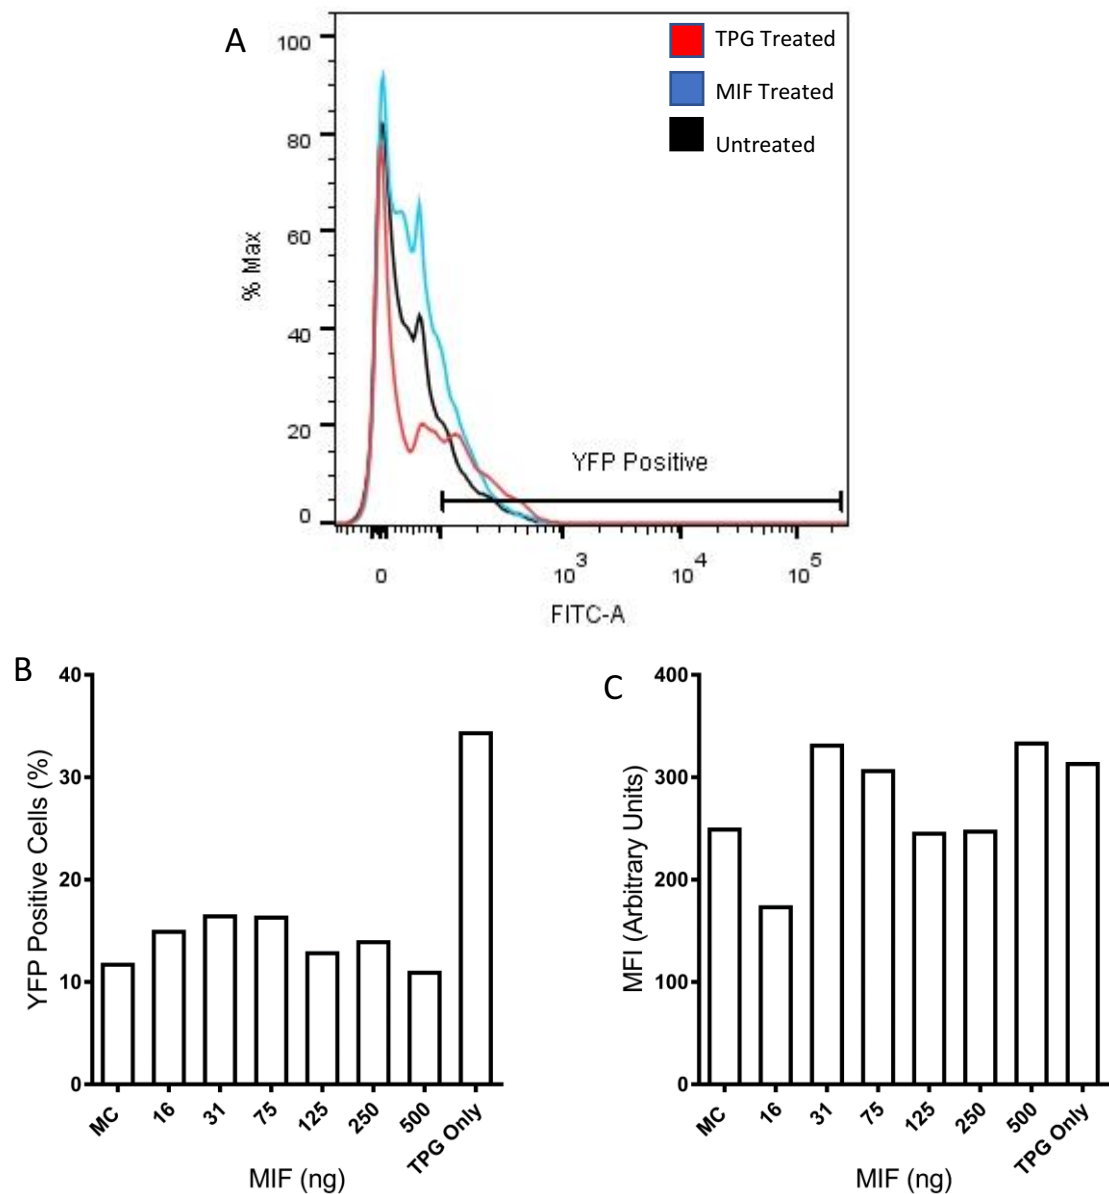 A
TPG Treated
MIF Treated
Untreated
100
80
60
40
20
0
% Max
YFP Positive
0
10^3
10^4
10^5
FITC-A
B
40
30
20
10
0
YFP Positive Cells (%)
MC
16
31
75
125
250
500
TPG Only
MIF (ng)
C
400
300
200
100
0
MFI (Arbitrary Units)
MC
16
31
75
125
250
500
TPG Only
MIF (ng)